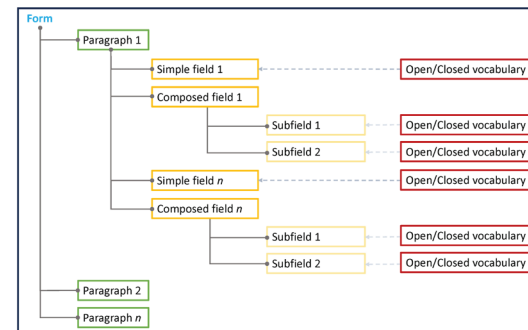 Form
Paragraph 1
Simple field 1 Open/Closed vocabulary
Composed field 1
Subfield 1 Open/Closed vocabulary
Subfield 2 Open/Closed vocabulary
Simple field n Open/Closed vocabulary
Composed field n
Subfield 1 Open/Closed vocabulary
Subfield 2 Open/Closed vocabulary
Paragraph 2
Paragraph n